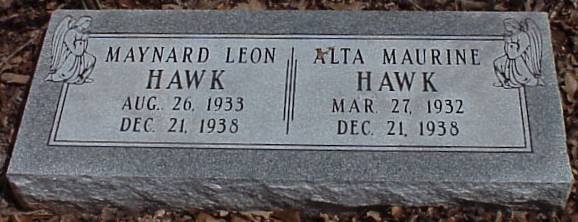 MAYNARD LEON
HAWK
AUG. 26, 1933
DEC. 21, 1938
ALTA MAURINE
HAWK
MAR. 27, 1932
DEC. 21, 1938